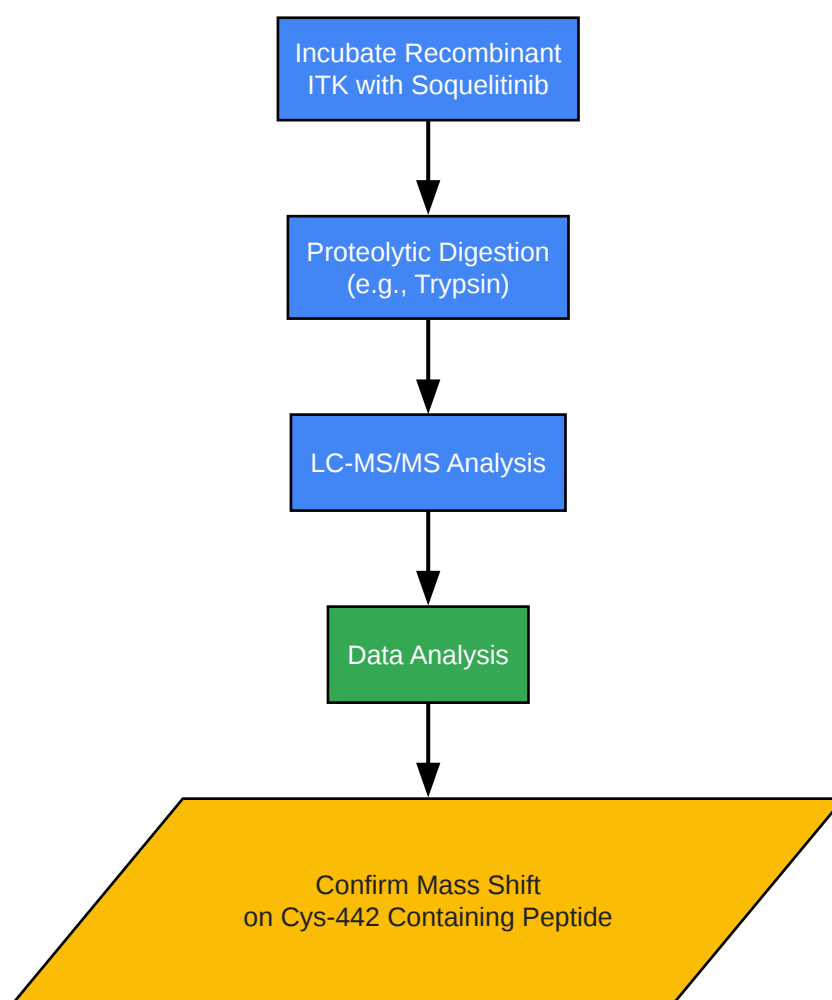 Incubate Recombinant
ITK with Soquelitinib
Proteolytic Digestion
(e.g., Trypsin)
LC-MS/MS Analysis
Data Analysis
Confirm Mass Shift
on Cys-442 Containing Peptide